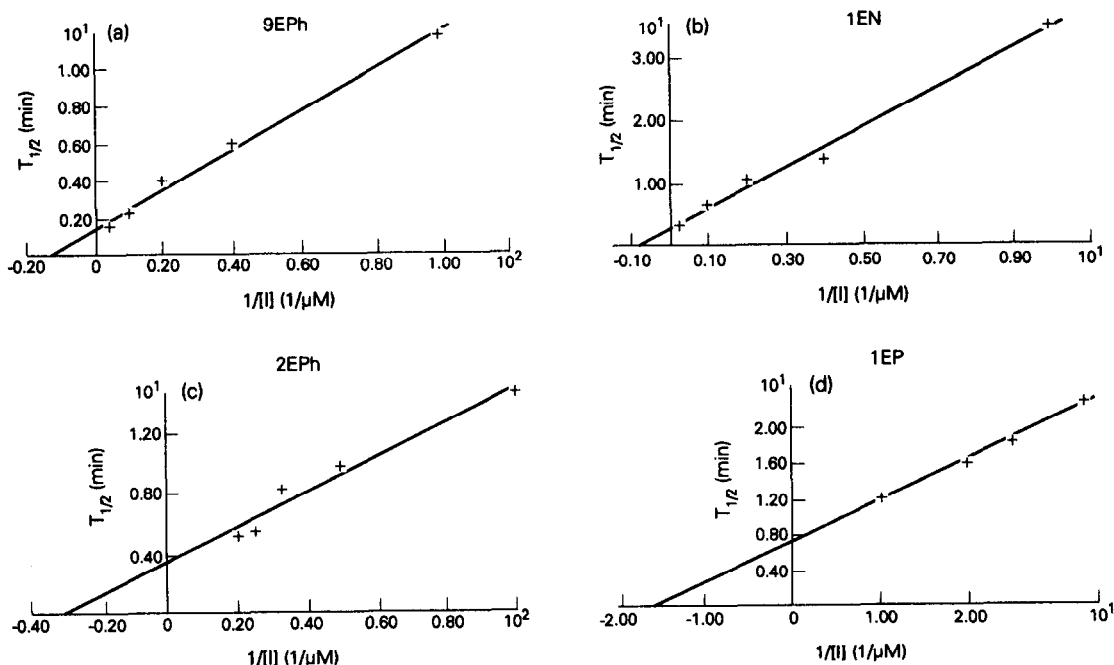 9EPh
10¹ (a)
1.00
0.80
0.60
0.40
0.20
T1/2 (min)
-0.20 0 0.20 0.40 0.60 0.80 1.00 10²
1/[I] (1/μM)
1EN
10¹ (b)
3.00
2.00
1.00
T1/2 (min)
-0.10 0.10 0.30 0.50 0.70 0.90 10¹
1/[I] (1/μM)
2EPh
10¹ (c)
1.20
0.80
0.40
T1/2 (min)
-0.40 -0.20 0 0.20 0.40 0.60 0.80 10²
1/[I] (1/μM)
1EP
10¹ (d)
2.00
1.60
1.20
0.80
0.40
T1/2 (min)
-2.00 -1.00 0 1.00 2.00 10¹
1/[I] (1/μM)